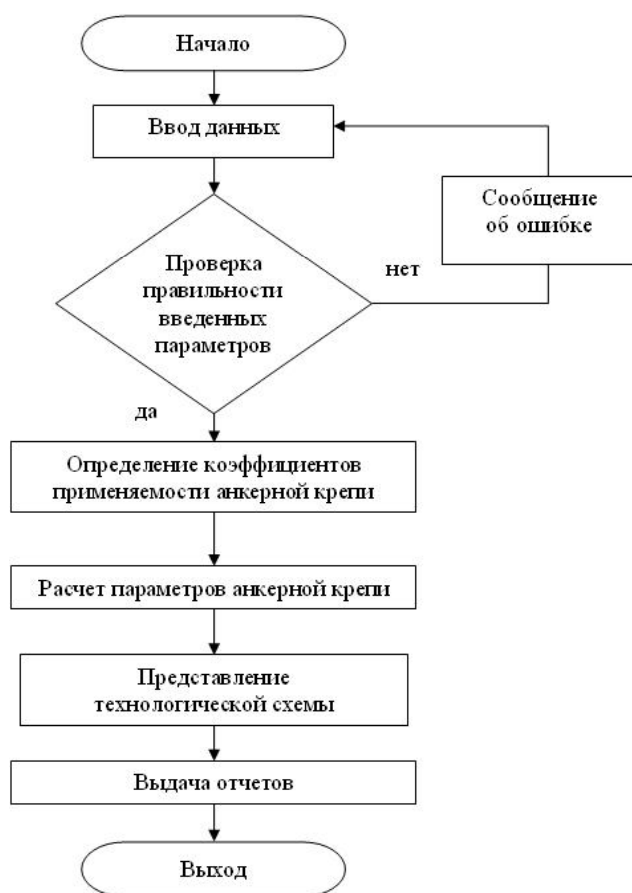 Начало
Ввод данных
Сообщение
об ошибке
Проверка
правильности
введенных
параметров
нет
да
Определение коэффициентов
применяемости анкерной крепи
Расчет параметров анкерной крепи
Представление
технологической схемы
Выдача отчетов
Выход